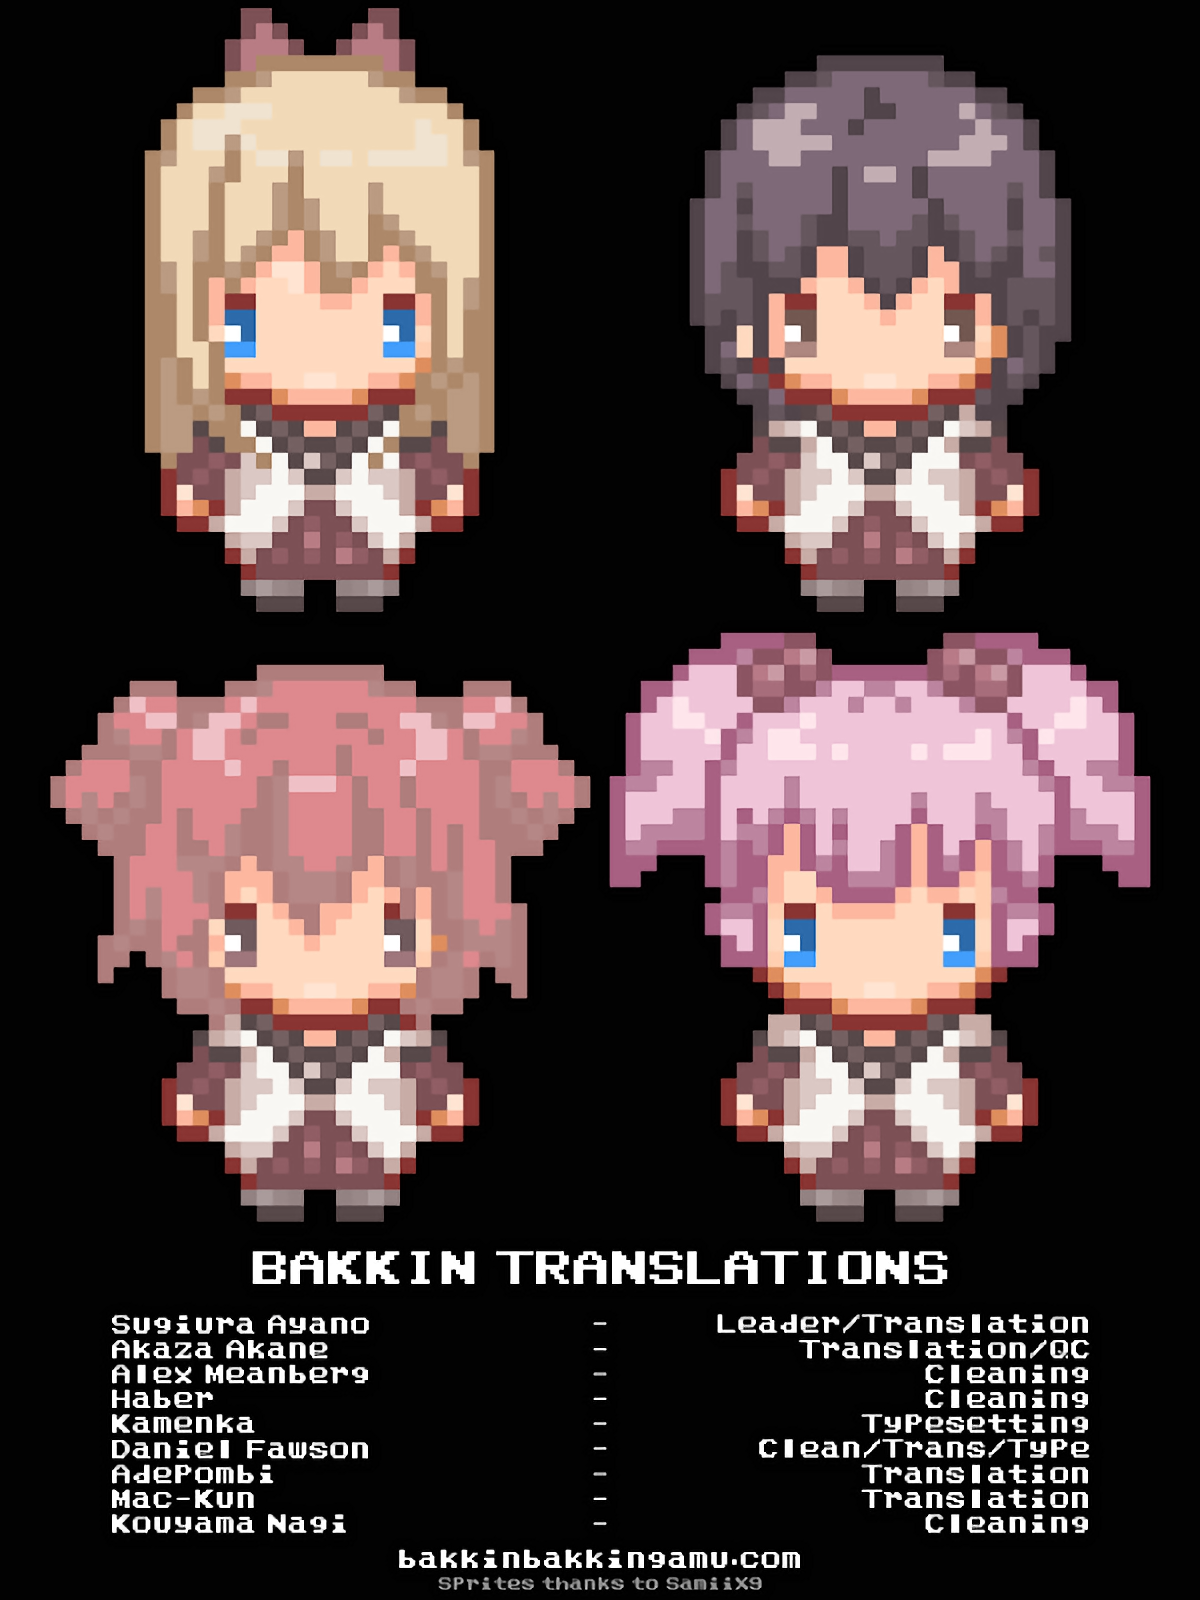 BAKKIN TRANSLATIONS
Sugiura Ayano - Leader/Translation
Akaza Akane - Translation/QC
Alex Meanberg - Cleaning
Haber - Cleaning
Kamenka - Typesetting
Daniel Fawson - Clean/Trans/Type
AdePombi - Translation
Mac-Kun - Translation
Kouyama Nagi - Cleaning
bakkinbakkingamu.com
Sprites thanks to SamiiX9